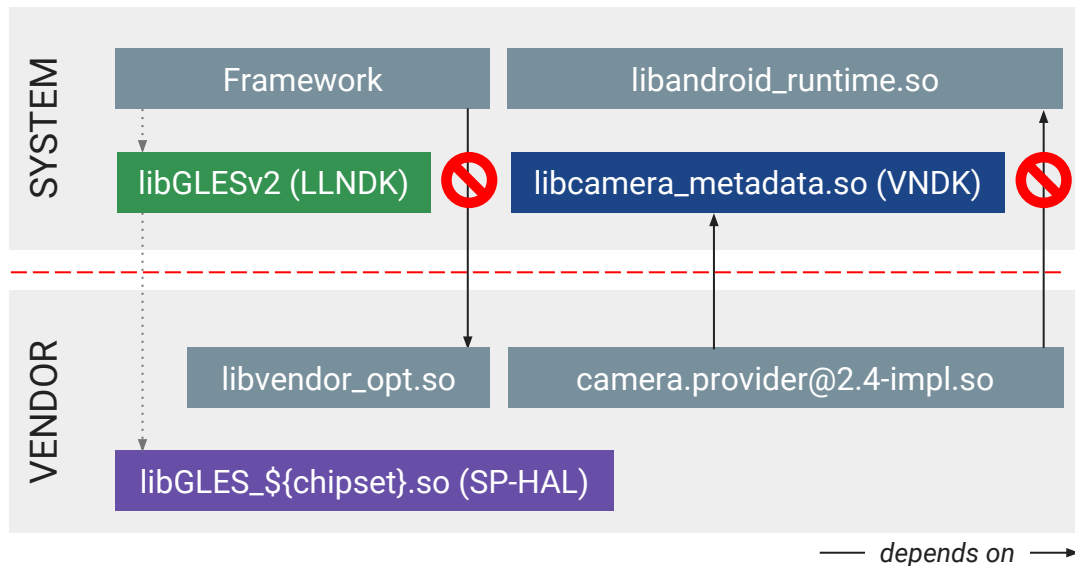 SYSTEM
Framework
libandroid_runtime.so
libGLESv2 (LLNDK)
libcamera_metadata.so (VNDK)
VENDOR
libvendor_opt.so
camera.provider@2.4-impl.so
libGLES_${chipset}.so (SP-HAL)
depends on